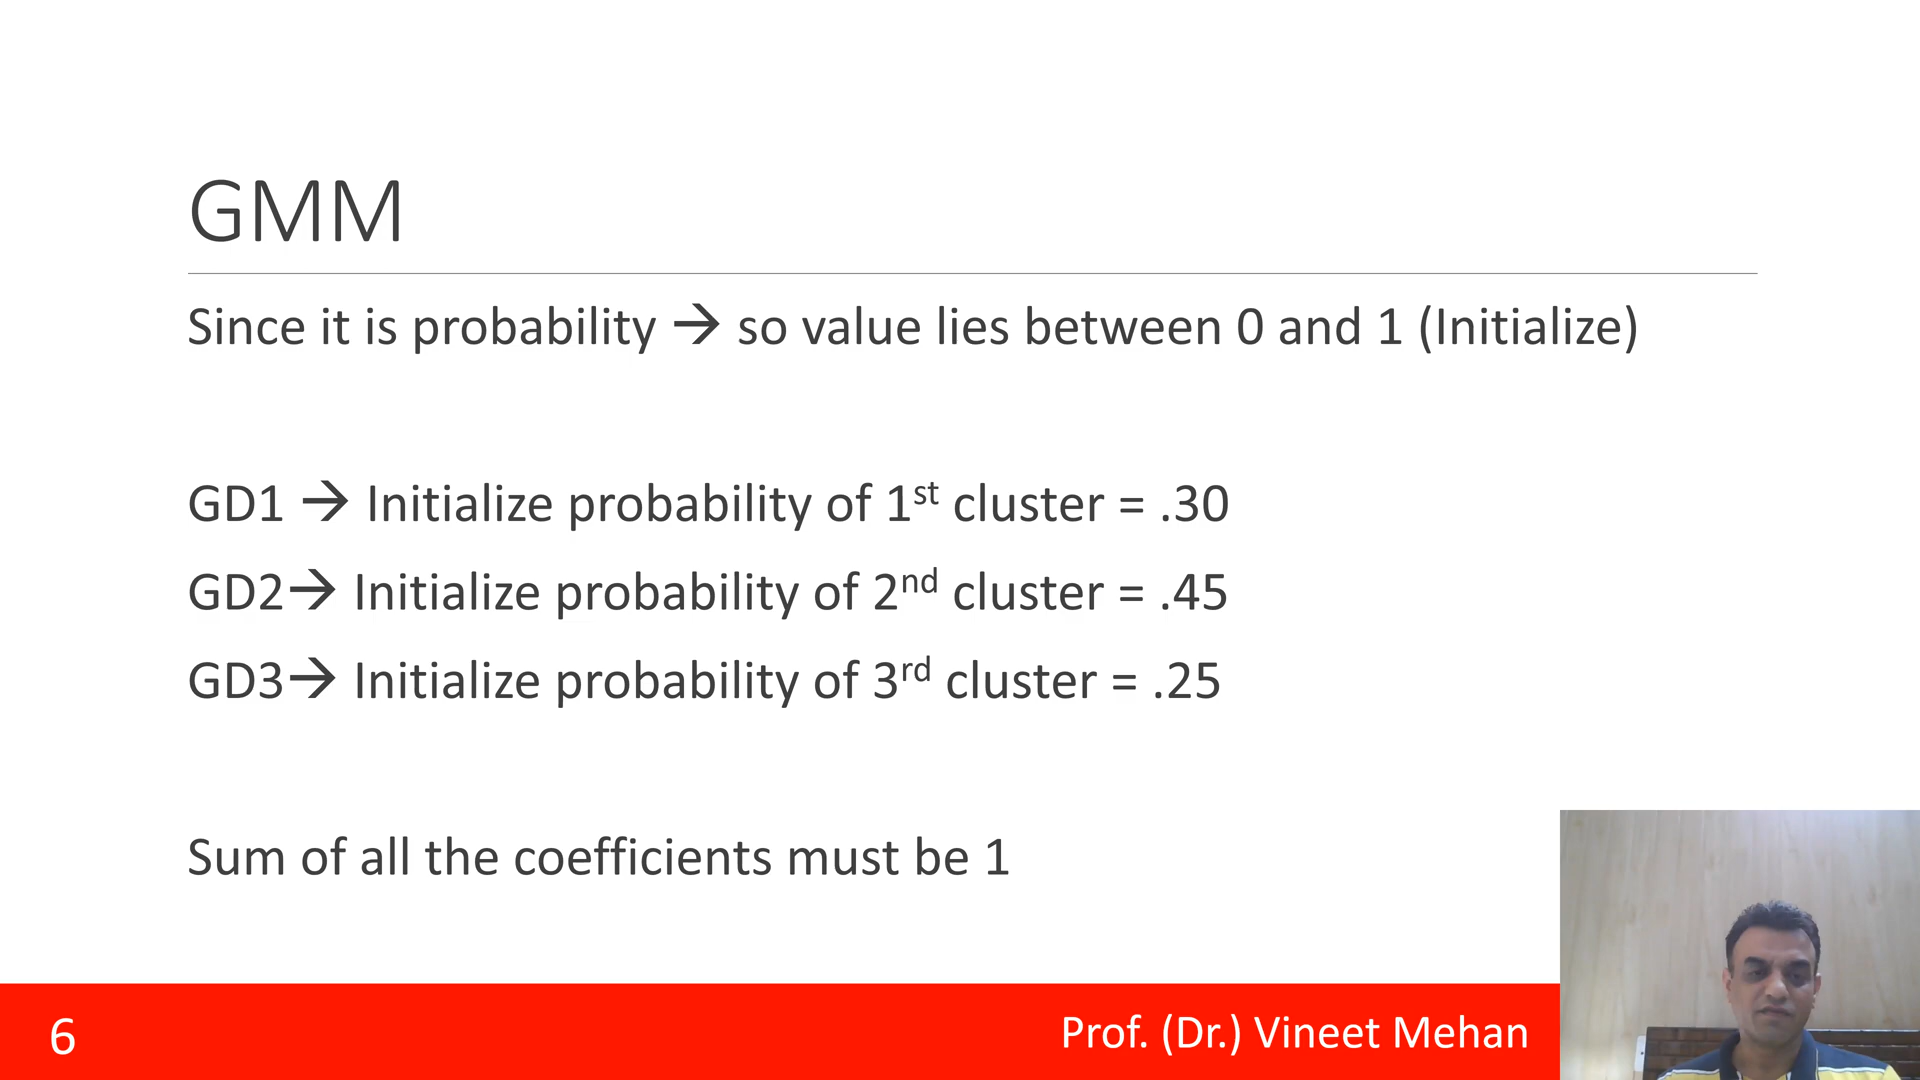 GMM
Since it is probability → so value lies between 0 and 1 (Initialize)
GD1 → Initialize probability of 1st cluster = .30
GD2→ Initialize probability of 2nd cluster = .45
GD3→ Initialize probability of 3rd cluster = .25
Sum of all the coefficients must be 1
6
Prof. (Dr.) Vineet Mehan